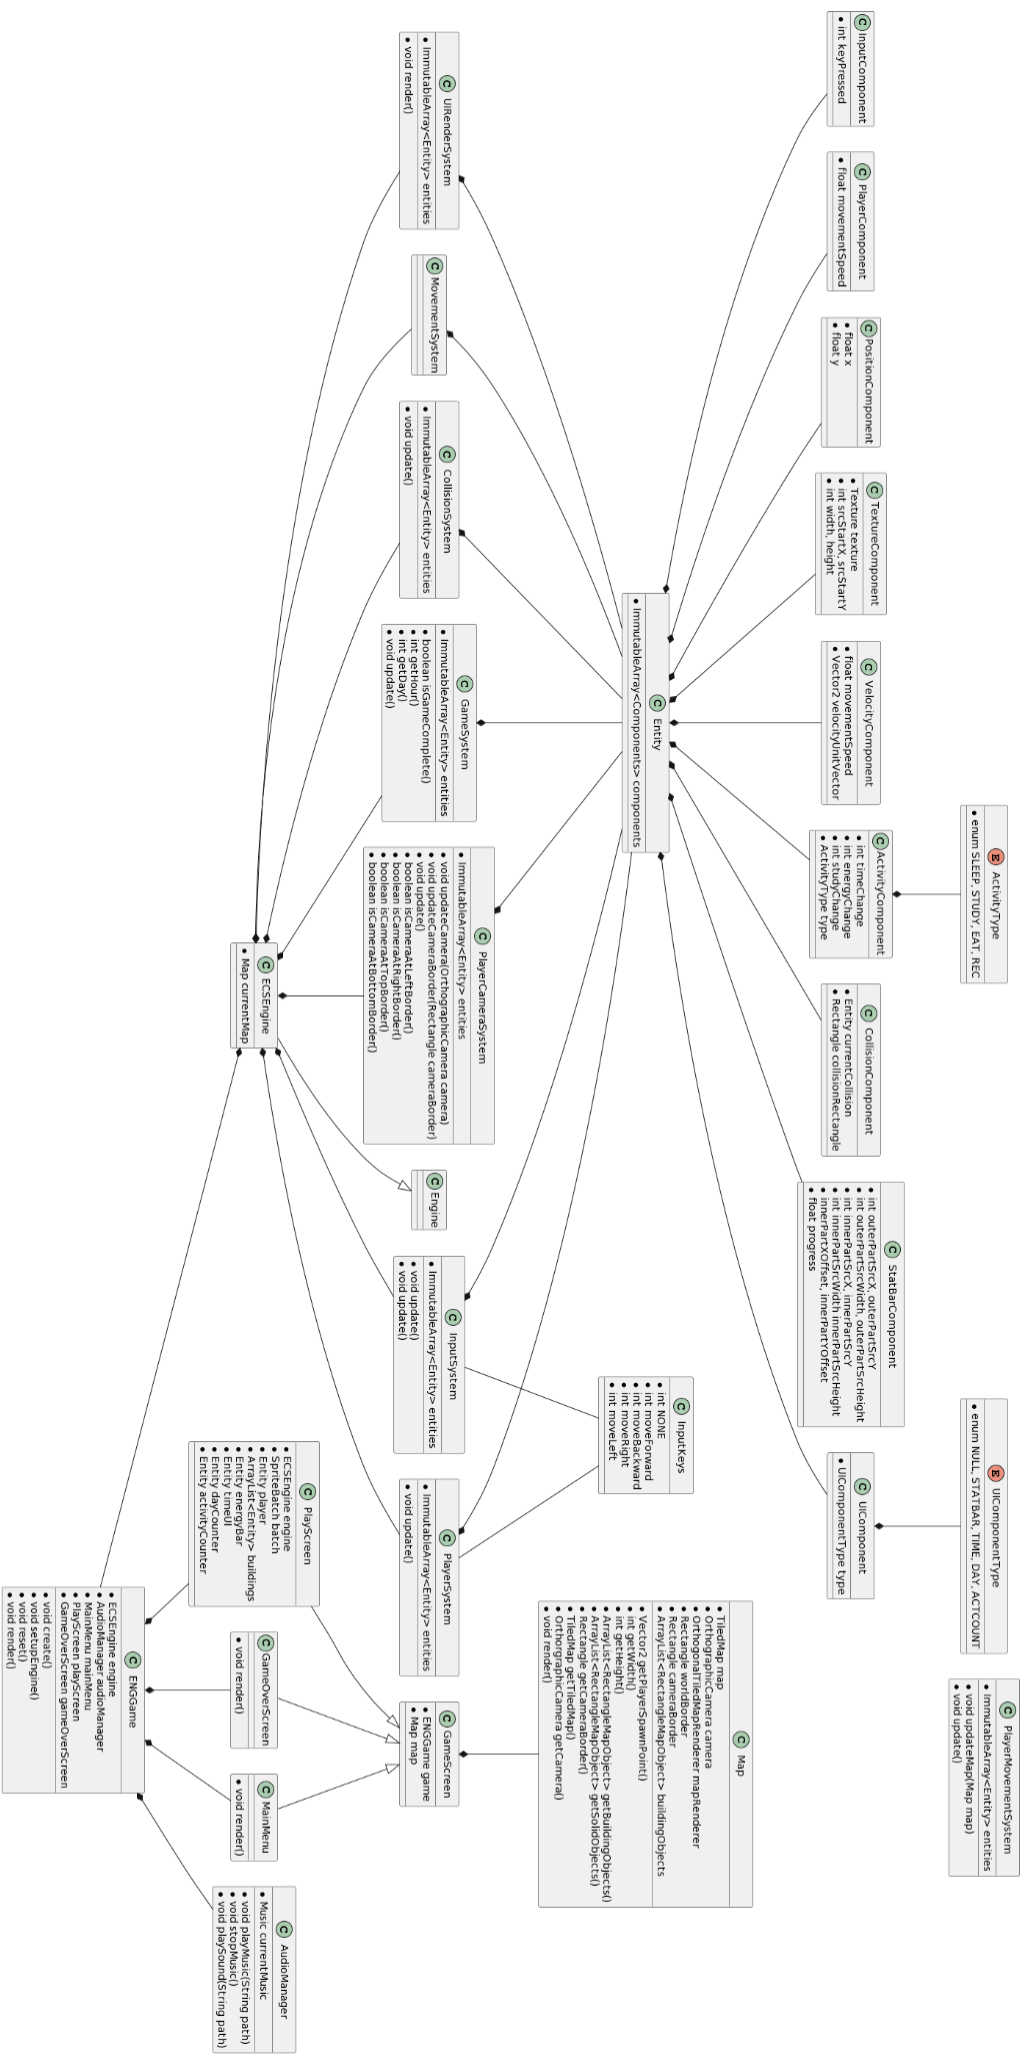 C InputComponent
int keyPressed
C PlayerComponent
float movementSpeed
C PositionComponent
float x
float y
C TextureComponent
Texture texture
int srcStartX, srcStartY
int width, height
C VelocityComponent
float movementSpeed
Vector2 velocityUnitVector
E ActivityType
enum SLEEP, STUDY, EAT, REC
C ActivityComponent
int timeChange
int energyChange
int studyChange
ActivityType type
C CollisionComponent
Entity currentCollision
Rectangle collisionRectangle
C StatBarComponent
int outerPartSrcX, outerPartSrcY
int outerPartSrcWidth, outerPartSrcHeight
int innerPartSrcX, innerPartSrcY
int innerPartSrcWidth innerPartSrcHeight
innerPartXOffset, innerPartYOffset
float progress
E UIComponentType
enum NULL, STATBAR, TIME, DAY, ACTCOUNT
C UIComponent
UIComponentType type
C PlayerMovementSystem
ImmutableArray<Entity> entities
void updateMap(Map map)
void update()
C Entity
ImmutableArray<Components> components
C InputKeys
int NONE
int moveForward
int moveBackward
int moveRight
int moveLeft
C Map
TiledMap map
OrthographicCamera camera
OrthogonalTiledMapRenderer mapRenderer
Rectangle worldBorder
Rectangle cameraBorder
ArrayList<RectangleMapObject> buildingObjects
Vector2 getPlayerSpawnPoint()
int getWidth()
int getHeight()
ArrayList<RectangleMapObject> getBuildingObjects()
ArrayList<RectangleMapObject> getSolidObjects()
Rectangle getCameraBorder()
TiledMap getTiledMap()
OrthorgraphicCamera getCamera()
void render()
C UIRenderSystem
ImmutableArray<Entity> entities
void render()
C MovementSystem
C CollisionSystem
ImmutableArray<Entity> entities
void update()
C GameSystem
ImmutableArray<Entity> entities
boolean isGameComplete()
int getHour()
int getDay()
void update()
C PlayerCameraSystem
ImmutableArray<Entity> entities
void updateCamera(OrthographicCamera camera)
void updateCameraBorder(Rectangle cameraBorder)
void update()
boolean isCameraAtLeftBorder()
boolean isCameraAtRightBorder()
boolean isCameraAtTopBorder()
boolean isCameraAtBottomBorder()
C Engine
C InputSystem
ImmutableArray<Entity> entities
void update()
void update()
C PlayerSystem
ImmutableArray<Entity> entities
void update()
C GameScreen
ENGGame game
Map map
C ECSEngine
Map currentMap
C PlayScreen
ECSEngine engine
SpriteBatch batch
Entity player
ArrayList<Entity> buildings
Entity energyBar
Entity timeUI
Entity dayCounter
Entity activityCounter
C GameOverScreen
void render()
C MainMenu
void render()
C AudioManager
Music currentMusic
void playMusic(String path)
void stopMusic()
void playSound(String path)
C ENGGame
ECSEngine engine
AudioManager audioManager
MainMenu mainMenu
PlayScreen playScreen
GameOverScreen gameOverScreen
void create()
void setupEngine()
void reset()
void render()